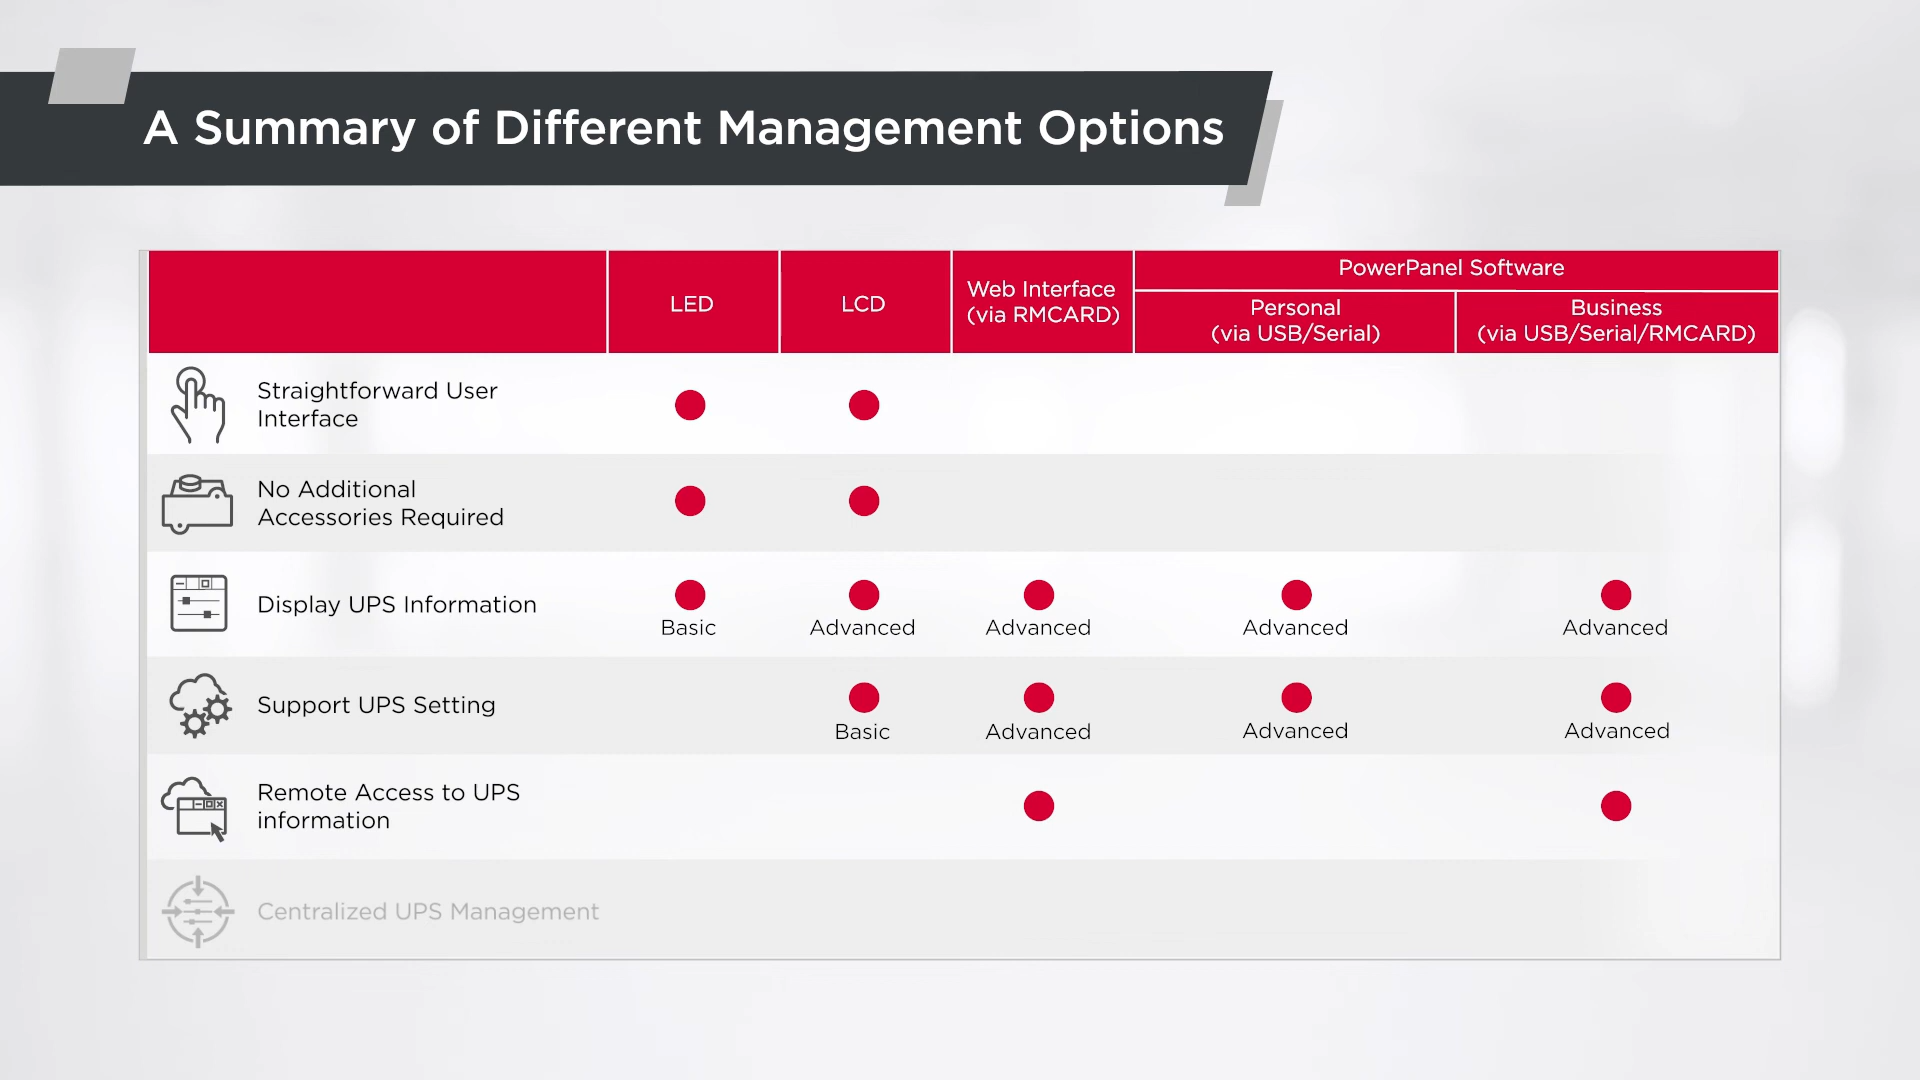 A Summary of Different Management Options
PowerPanel Software
LED
LCD
Web Interface
(via RMCARD)
Personal
(via USB/Serial)
Business
(via USB/Serial/RMCARD)
Straightforward User
Interface
No Additional
Accessories Required
Display UPS Information
Basic
Advanced
Advanced
Advanced
Advanced
Support UPS Setting
Basic
Advanced
Advanced
Advanced
Remote Access to UPS
information
Centralized UPS Management